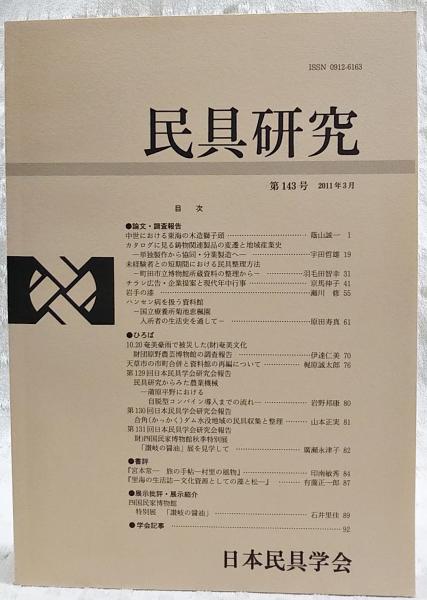 ISSN 0912-6163
民具研究
第143号 2011年3月
目 次
●論文・調査報告
中世における東海の木造獅子頭 …… 蔭山誠一 1
カタログに見る鋳物関連製品の変遷と地域産業史
―単独製作から協同・分業製造へ― …… 宇田哲雄 19
未経験者との短期間における民具整理方法
―町田市立博物館所蔵資料の整理から― …… 羽毛田智幸 31
チラシ広告・企業提案と現代年中行事 …… 京馬伸子 41
岩手の漆 …… 瀬川 修 55
ハンセン病を扱う資料館
―国立療養所菊池恵楓園
入所者の生活史を通して― …… 原田寿真 61
●ひろば
10.20奄美豪雨で被災した(財)奄美文化
財団原野農芸博物館の調査報告 …… 伊達仁美 70
天草市の市町合併と資料館の再編について …… 梶原誠太郎 76
第129回日本民具学会研究会報告
民具研究からみた農業機械
―蒲原平野における
自脱型コンバイン導入までの流れ― …… 岩野邦康 80
第130回日本民具学会研究会報告
合角(かっかく)ダム水没地域の民具収集と整理 …… 山本正実 81
第131回日本民具学会研究会報告
財)四国民家博物館秋季特別展
「讃岐の醤油」展を見学して …… 廣瀬永津子 82
●書評
『宮本常一 旅の手帖―村里の風物』 …… 印南敏秀 84
『里海の生活誌―文化資源としての藻と松―』 …… 有薗正一郎 87
●展示批評・展示紹介
四国民家博物館
特別展 「讃岐の醤油」 …… 石井里佳 89
●学会記事 …… 92
日本民具学会